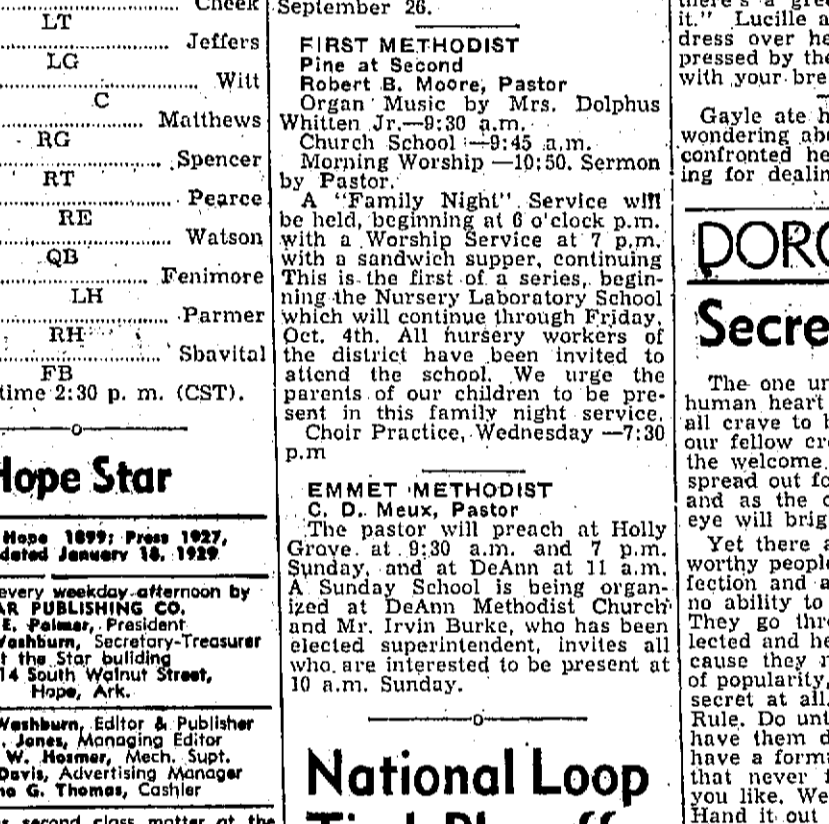 Cheek
LT
Jeffers
LG
Witt
C
Matthews
RG
Spencer
RT
Pearce
RE
Watson
QB
Fenimore
LH
Parmer
RH
Sbavital
FB
time 2:30 p. m. (CST).
Hope Star
Hope 1899; Press 1927,
dated January 18, 1929
every weekday afternoon by
AR PUBLISHING CO.
E. Palmer, President
Washburn, Secretary-Treasurer
t the Star building
14 South Walnut Street,
Hope, Ark.
Washburn, Editor & Publisher
Jones, Managing Editor
W. Hosmer, Mech. Supt.
Davis, Advertising Manager
G. Thomas, Cashier
second class matter at the
September 26.
FIRST METHODIST
Pine at Second
Robert B. Moore, Pastor
Organ Music by Mrs. Dolphus
Whitten Jr.—9:30 a.m.
Church School —9:45 a.m.
Morning Worship —10:50. Sermon
by Pastor.
A "Family Night" Service will
be held, beginning at 6 o'clock p.m.
with a Worship Service at 7 p.m.
with a sandwich supper, continuing
This is the first of a series, begin-
ning the Nursery Laboratory School
which will continue through Friday,
Oct. 4th. All nursery workers of
the district have been invited to
attend the school. We urge the
parents of our children to be pre-
sent in this family night service.
Choir Practice, Wednesday —7:30
p.m
EMMET METHODIST
C. D. Meux, Pastor
The pastor will preach at Holly
Grove at 9:30 a.m. and 7 p.m.
Sunday, and at DeAnn at 11 a.m.
A Sunday School is being organ-
ized at DeAnn Methodist Church
and Mr. Irvin Burke, who has been
elected superintendent, invites all
who are interested to be present at
10 a.m. Sunday.
National Loop
it." Lucille a
dress over he
pressed by the
with your bre
Gayle ate h
wondering abo
confronted he
ing for dealin
DORO
Secre
The one un
human heart
all crave to b
our fellow cre
the welcome
spread out fo
and as the c
eye will brig
Yet there a
worthy people
fection and a
no ability to
They go thro
lected and he
cause they n
of popularity,
secret at all.
Rule. Do unt
have them d
have a formu
that never f
you like. We
Hand it out